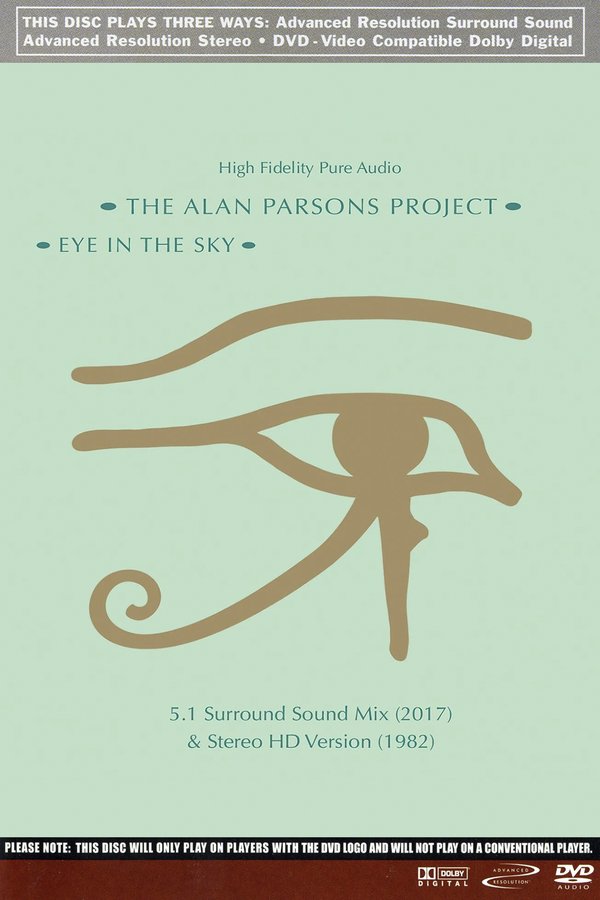 THIS DISC PLAYS THREE WAYS: Advanced Resolution Surround Sound
Advanced Resolution Stereo • DVD-Video Compatible Dolby Digital
High Fidelity Pure Audio
• THE ALAN PARSONS PROJECT •
• EYE IN THE SKY •
5.1 Surround Sound Mix (2017)
& Stereo HD Version (1982)
PLEASE NOTE: THIS DISC WILL ONLY PLAY ON PLAYERS WITH THE DVD LOGO AND WILL NOT PLAY ON A CONVENTIONAL PLAYER.
DOLBY
DIGITAL
ADVANCED
RESOLUTION
DVD
AUDIO